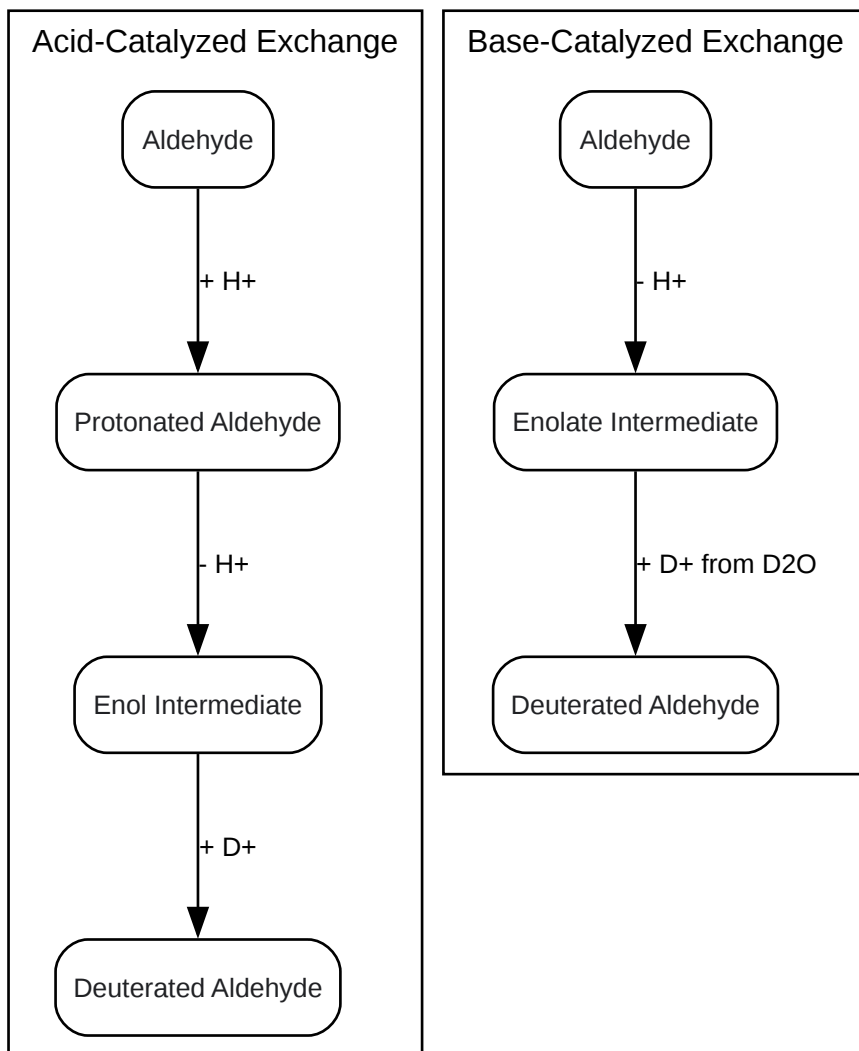 Acid-Catalyzed Exchange
Aldehyde
+ H+
Protonated Aldehyde
- H+
Enol Intermediate
+ D+
Deuterated Aldehyde
Base-Catalyzed Exchange
Aldehyde
- H+
Enolate Intermediate
+ D+ from D2O
Deuterated Aldehyde